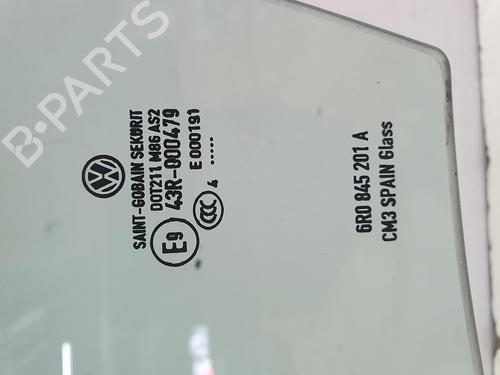 B-PARTS
SAINT-GOBAIN SEKURIT
DOT211 M86 AS2
43R-000479
E 000191
.....
E9
CCC
4
6R0 845 201 A
CM3 SPAIN Glass